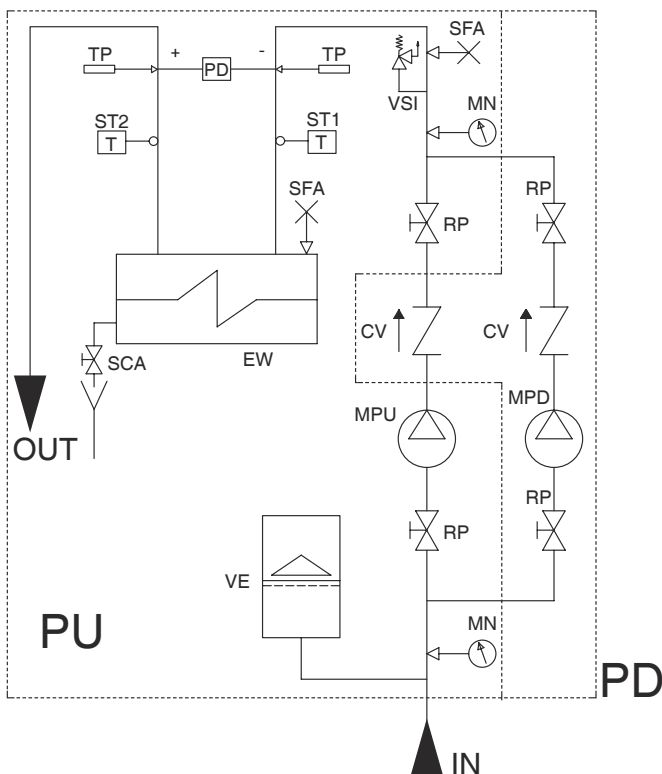 SFA
TP
+
PD
-
TP
VSI
MN
ST2
T
ST1
T
SFA
RP
RP
CV
CV
SCA
EW
MPU
MPD
OUT
RP
RP
VE
MN
PU
PD
IN